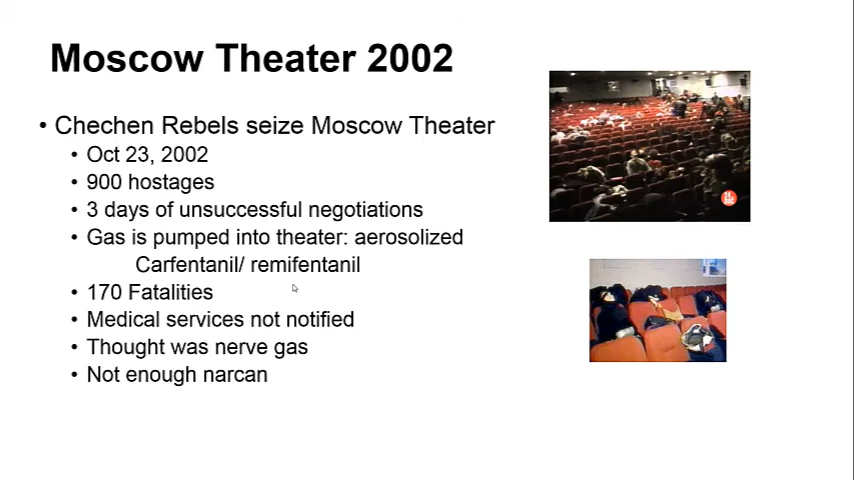 Moscow Theater 2002
• Chechen Rebels seize Moscow Theater
• Oct 23, 2002
• 900 hostages
• 3 days of unsuccessful negotiations
• Gas is pumped into theater: aerosolized
Carfentanil/ remifentanil
• 170 Fatalities
• Medical services not notified
• Thought was nerve gas
• Not enough narcan